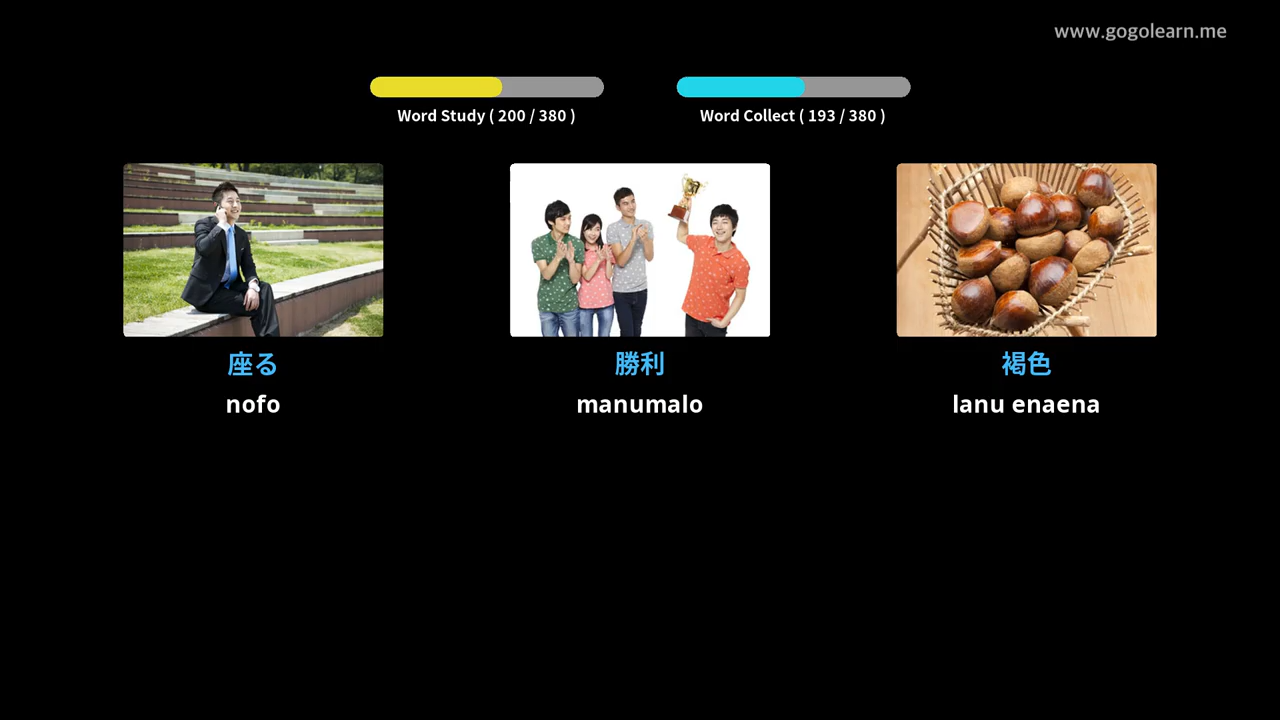 www.gogolearn.me
Word Study ( 200 / 380 )
Word Collect ( 193 / 380 )
座る
nofo
勝利
manumalo
褐色
lanu enaena